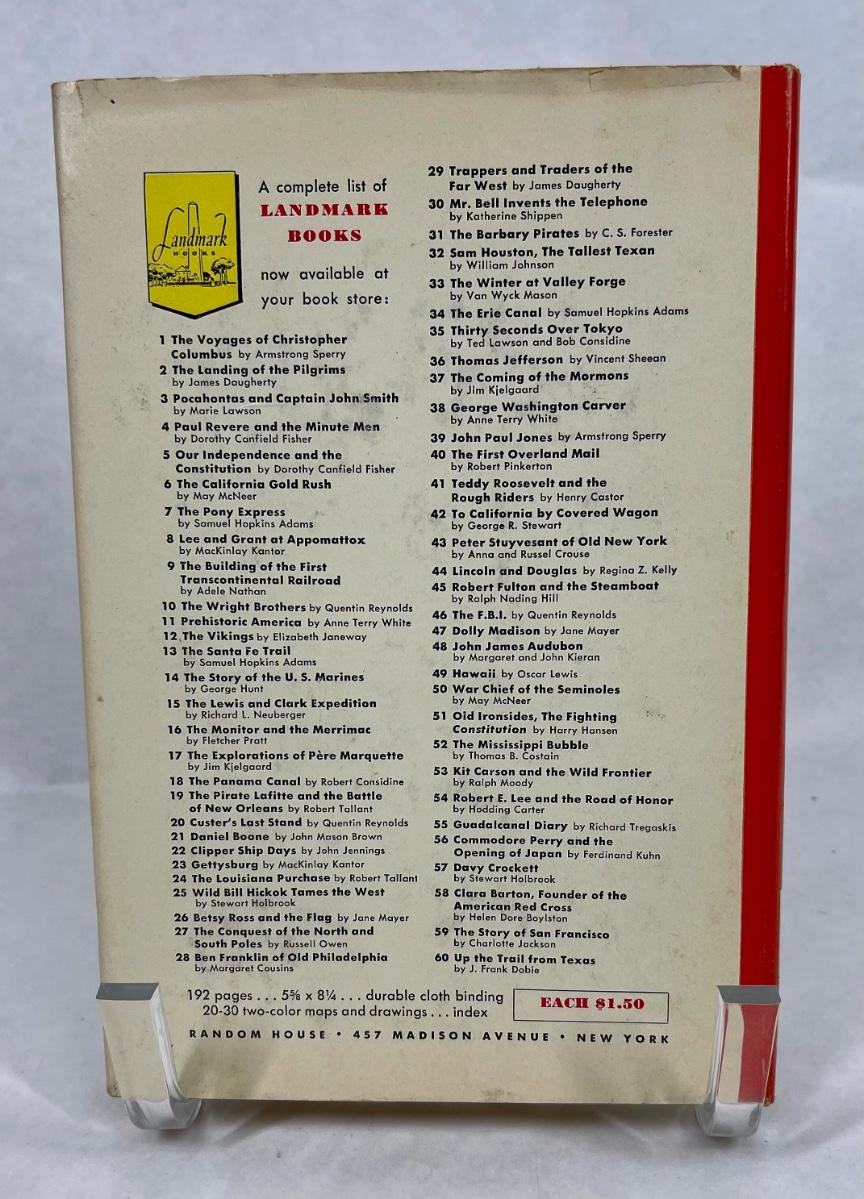 Landmark
BOOKS
A complete list of
LANDMARK
BOOKS
now available at
your book store:
1 The Voyages of Christopher
Columbus by Armstrong Sperry
2 The Landing of the Pilgrims
by James Daugherty
3 Pocahontas and Captain John Smith
by Marie Lawson
4 Paul Revere and the Minute Men
by Dorothy Canfield Fisher
5 Our Independence and the
Constitution by Dorothy Canfield Fisher
6 The California Gold Rush
by May McNeer
7 The Pony Express
by Samuel Hopkins Adams
8 Lee and Grant at Appomattox
by MacKinlay Kantor
9 The Building of the First
Transcontinental Railroad
by Adele Nathan
10 The Wright Brothers by Quentin Reynolds
11 Prehistoric America by Anne Terry White
12 The Vikings by Elizabeth Janeway
13 The Santa Fe Trail
by Samuel Hopkins Adams
14 The Story of the U. S. Marines
by George Hunt
15 The Lewis and Clark Expedition
by Richard L. Neuberger
16 The Monitor and the Merrimac
by Fletcher Pratt
17 The Explorations of Père Marquette
by Jim Kjelgaard
18 The Panama Canal by Robert Considine
19 The Pirate Lafitte and the Battle
of New Orleans by Robert Tallant
20 Custer's Last Stand by Quentin Reynolds
21 Daniel Boone by John Mason Brown
22 Clipper Ship Days by John Jennings
23 Gettysburg by MacKinlay Kantor
24 The Louisiana Purchase by Robert Tallant
25 Wild Bill Hickok Tames the West
by Stewart Holbrook
26 Betsy Ross and the Flag by Jane Mayer
27 The Conquest of the North and
South Poles by Russell Owen
28 Ben Franklin of Old Philadelphia
by Margaret Cousins
29 Trappers and Traders of the
Far West by James Daugherty
30 Mr. Bell Invents the Telephone
by Katherine Shippen
31 The Barbary Pirates by C. S. Forester
32 Sam Houston, The Tallest Texan
by William Johnson
33 The Winter at Valley Forge
by Van Wyck Mason
34 The Erie Canal by Samuel Hopkins Adams
35 Thirty Seconds Over Tokyo
by Ted Lawson and Bob Considine
36 Thomas Jefferson by Vincent Sheean
37 The Coming of the Mormons
by Jim Kjelgaard
38 George Washington Carver
by Anne Terry White
39 John Paul Jones by Armstrong Sperry
40 The First Overland Mail
by Robert Pinkerton
41 Teddy Roosevelt and the
Rough Riders by Henry Castor
42 To California by Covered Wagon
by George R. Stewart
43 Peter Stuyvesant of Old New York
by Anna and Russel Crouse
44 Lincoln and Douglas by Regina Z. Kelly
45 Robert Fulton and the Steamboat
by Ralph Nading Hill
46 The F.B.I. by Quentin Reynolds
47 Dolly Madison by Jane Mayer
48 John James Audubon
by Margaret and John Kieran
49 Hawaii by Oscar Lewis
50 War Chief of the Seminoles
by May McNeer
51 Old Ironsides, The Fighting
Constitution by Harry Hansen
52 The Mississippi Bubble
by Thomas B. Costain
53 Kit Carson and the Wild Frontier
by Ralph Moody
54 Robert E. Lee and the Road of Honor
by Hodding Carter
55 Guadalcanal Diary by Richard Tregaskis
56 Commodore Perry and the
Opening of Japan by Ferdinand Kuhn
57 Davy Crockett
by Stewart Holbrook
58 Clara Barton, Founder of the
American Red Cross
by Helen Dore Boylston
59 The Story of San Francisco
by Charlotte Jackson
60 Up the Trail from Texas
by J. Frank Dobie
192 pages . . . 5⅝ x 8¼ . . . durable cloth binding
20-30 two-color maps and drawings . . . index
EACH $1.50
RANDOM HOUSE • 457 MADISON AVENUE • NEW YORK